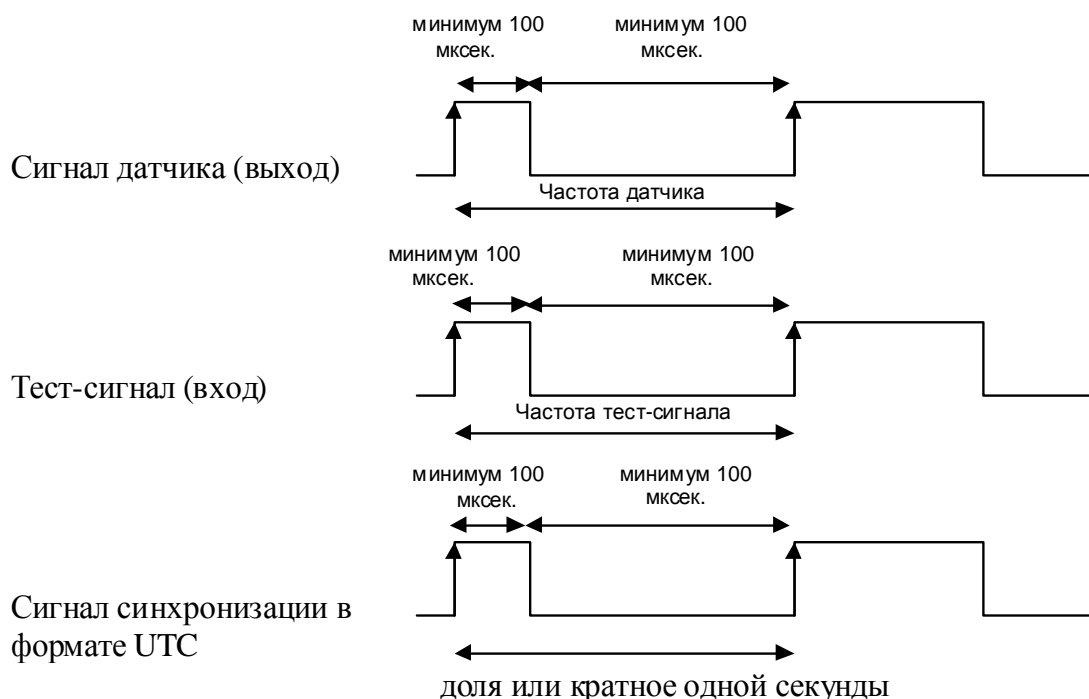 минимум 100
мксек.
минимум 100
мксек.
Сигнал датчика (выход)
Частота датчика
минимум 100
мксек.
минимум 100
мксек.
Тест-сигнал (вход)
Частота тест-сигнала
минимум 100
мксек.
минимум 100
мксек.
Сигнал синхронизации в
формате UTC
доля или кратное одной секунды